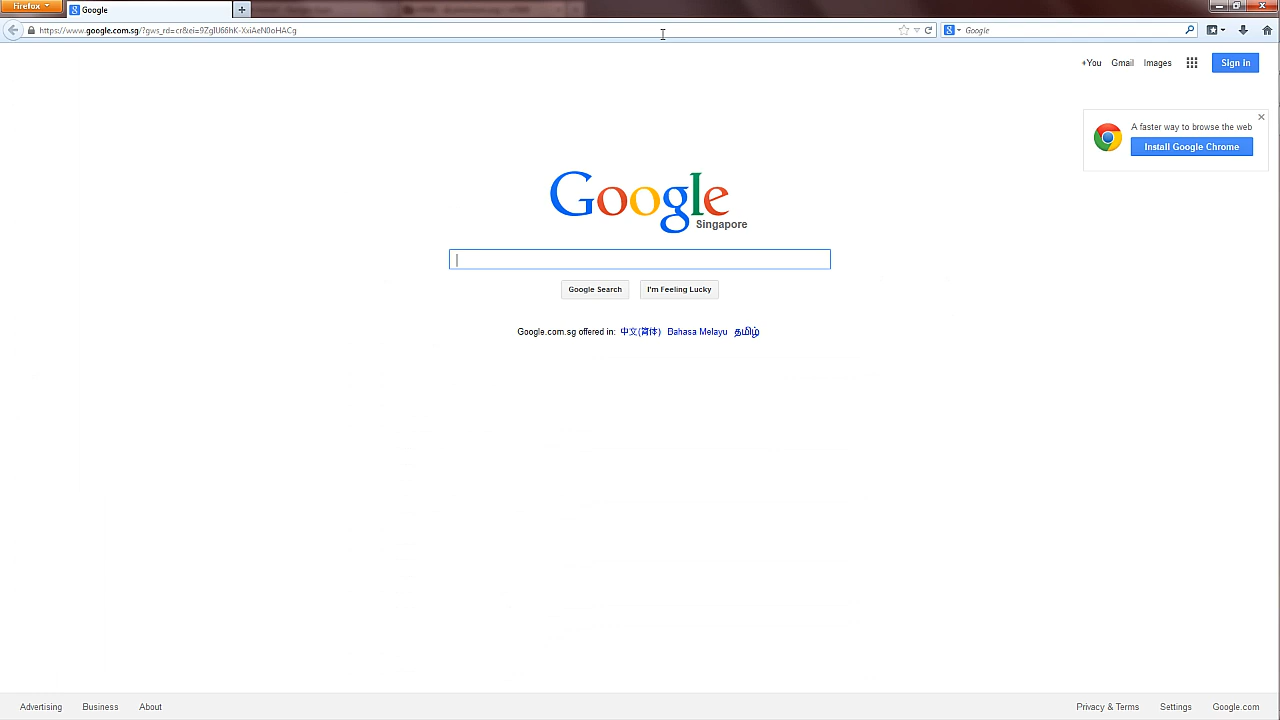 Firefox
Google
https://www.google.com.sg/?gws_rd=cr&ei=9ZgIU66hK-XxiAeN0oHACg
Google
+You Gmail Images Sign in
A faster way to browse the web
Install Google Chrome
Google
Singapore
Google Search I'm Feeling Lucky
Google.com.sg offered in: 中文(简体) Bahasa Melayu தமிழ்
Advertising Business About Privacy & Terms Settings Google.com